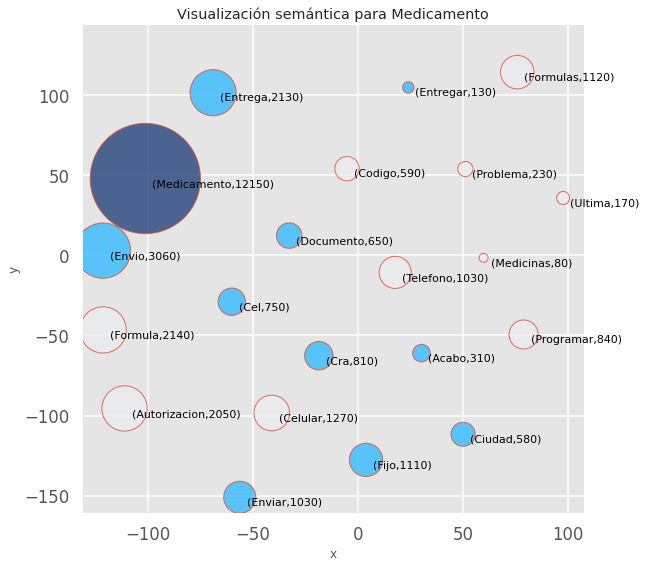 Visualización semántica para Medicamento
y
100
50
0
−50
−100
−150
(Formulas,1120)
(Entrega,2130)
(Entregar,130)
(Medicamento,12150)
(Codigo,590)
(Problema,230)
(Ultima,170)
(Documento,650)
(Envio,3060)
(Medicinas,80)
(Telefono,1030)
(Cel,750)
(Formula,2140)
(Programar,840)
(Cra,810)
(Acabo,310)
(Autorizacion,2050)
(Celular,1270)
(Ciudad,580)
(Fijo,1110)
(Enviar,1030)
−100 −50 0 50 100
x